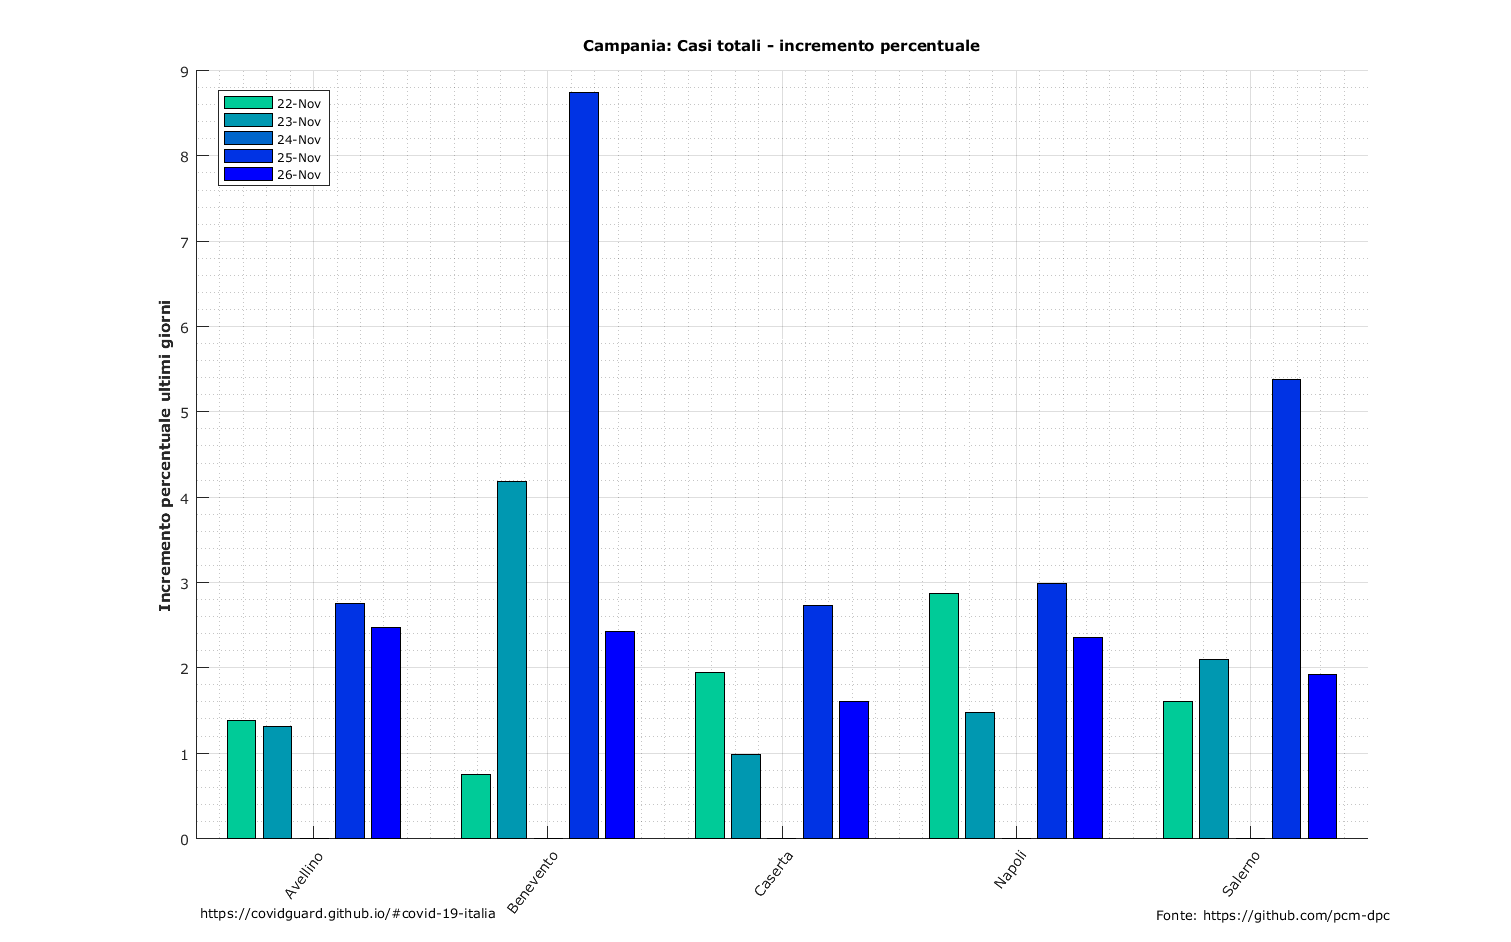 Campania: Casi totali - incremento percentuale
9
8
7
6
5
4
3
2
1
0
Incremento percentuale ultimi giorni
22-Nov
23-Nov
24-Nov
25-Nov
26-Nov
Avellino
Benevento
Caserta
Napoli
Salerno
https://covidguard.github.io/#covid-19-italia
Fonte: https://github.com/pcm-dpc